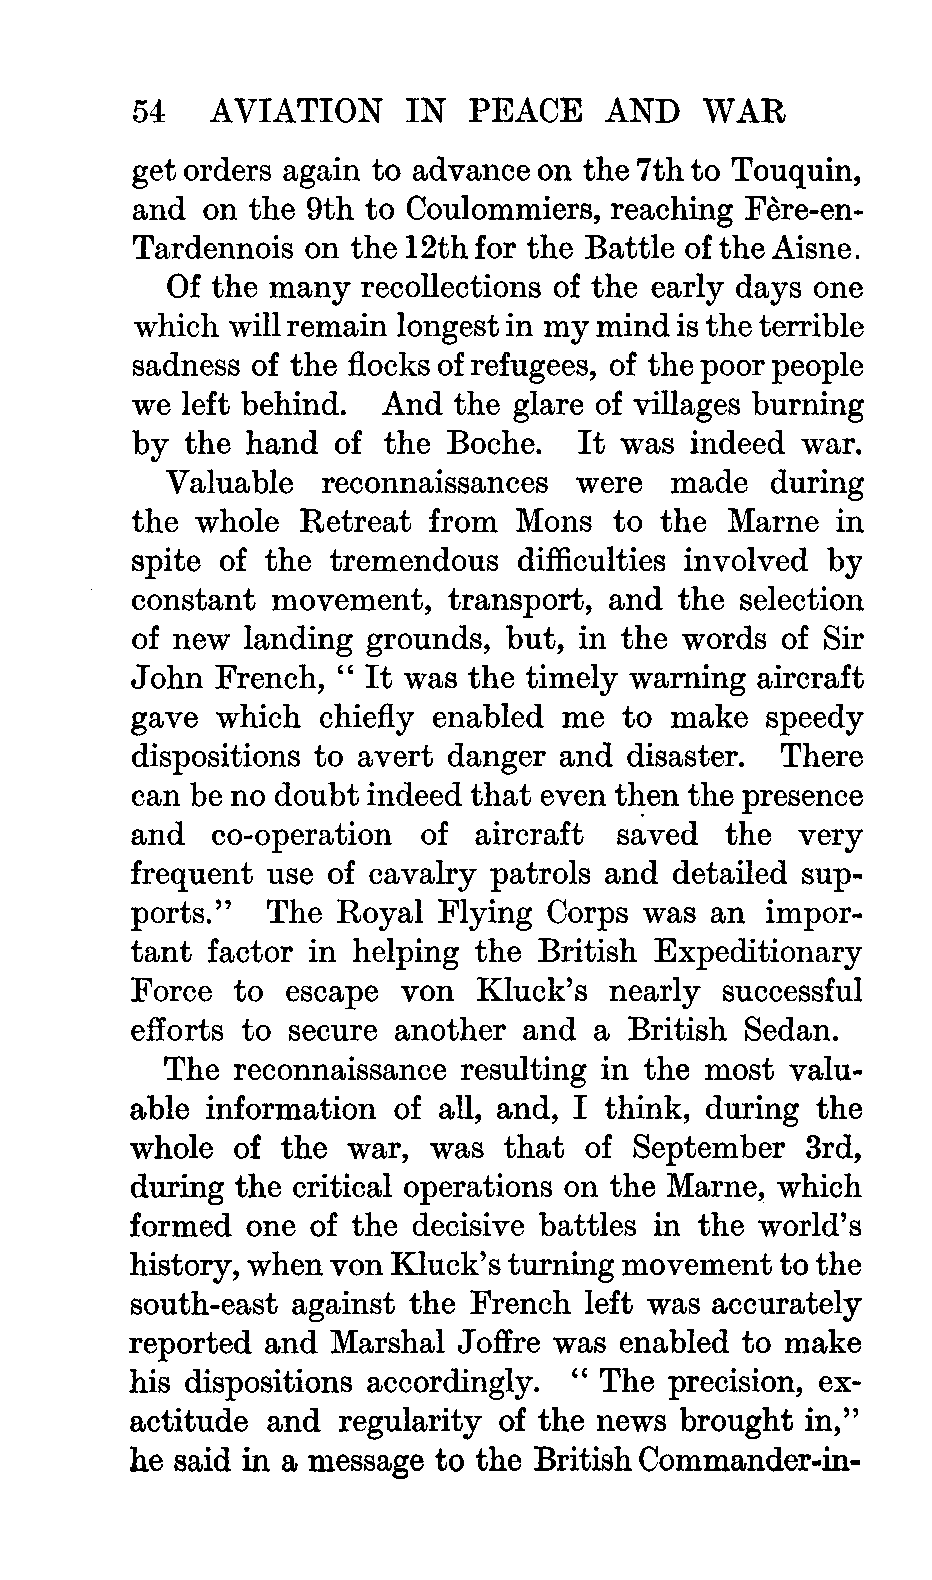 54 AVIATION IN PEACE AND WAR
get orders again to advance on the 7th to Touquin,
and on the 9th to Coulommiers, reaching Fère-en-
Tardennois on the 12th for the Battle of the Aisne.
Of the many recollections of the early days one
which will remain longest in my mind is the terrible
sadness of the flocks of refugees, of the poor people
we left behind. And the glare of villages burning
by the hand of the Boche. It was indeed war.
Valuable reconnaissances were made during
the whole Retreat from Mons to the Marne in
spite of the tremendous difficulties involved by
constant movement, transport, and the selection
of new landing grounds, but, in the words of Sir
John French, “ It was the timely warning aircraft
gave which chiefly enabled me to make speedy
dispositions to avert danger and disaster. There
can be no doubt indeed that even then the presence
and co-operation of aircraft saved the very
frequent use of cavalry patrols and detailed sup-
ports.” The Royal Flying Corps was an impor-
tant factor in helping the British Expeditionary
Force to escape von Kluck’s nearly successful
efforts to secure another and a British Sedan.
The reconnaissance resulting in the most valu-
able information of all, and, I think, during the
whole of the war, was that of September 3rd,
during the critical operations on the Marne, which
formed one of the decisive battles in the world’s
history, when von Kluck’s turning movement to the
south-east against the French left was accurately
reported and Marshal Joffre was enabled to make
his dispositions accordingly. “ The precision, ex-
actitude and regularity of the news brought in,”
he said in a message to the British Commander-in-